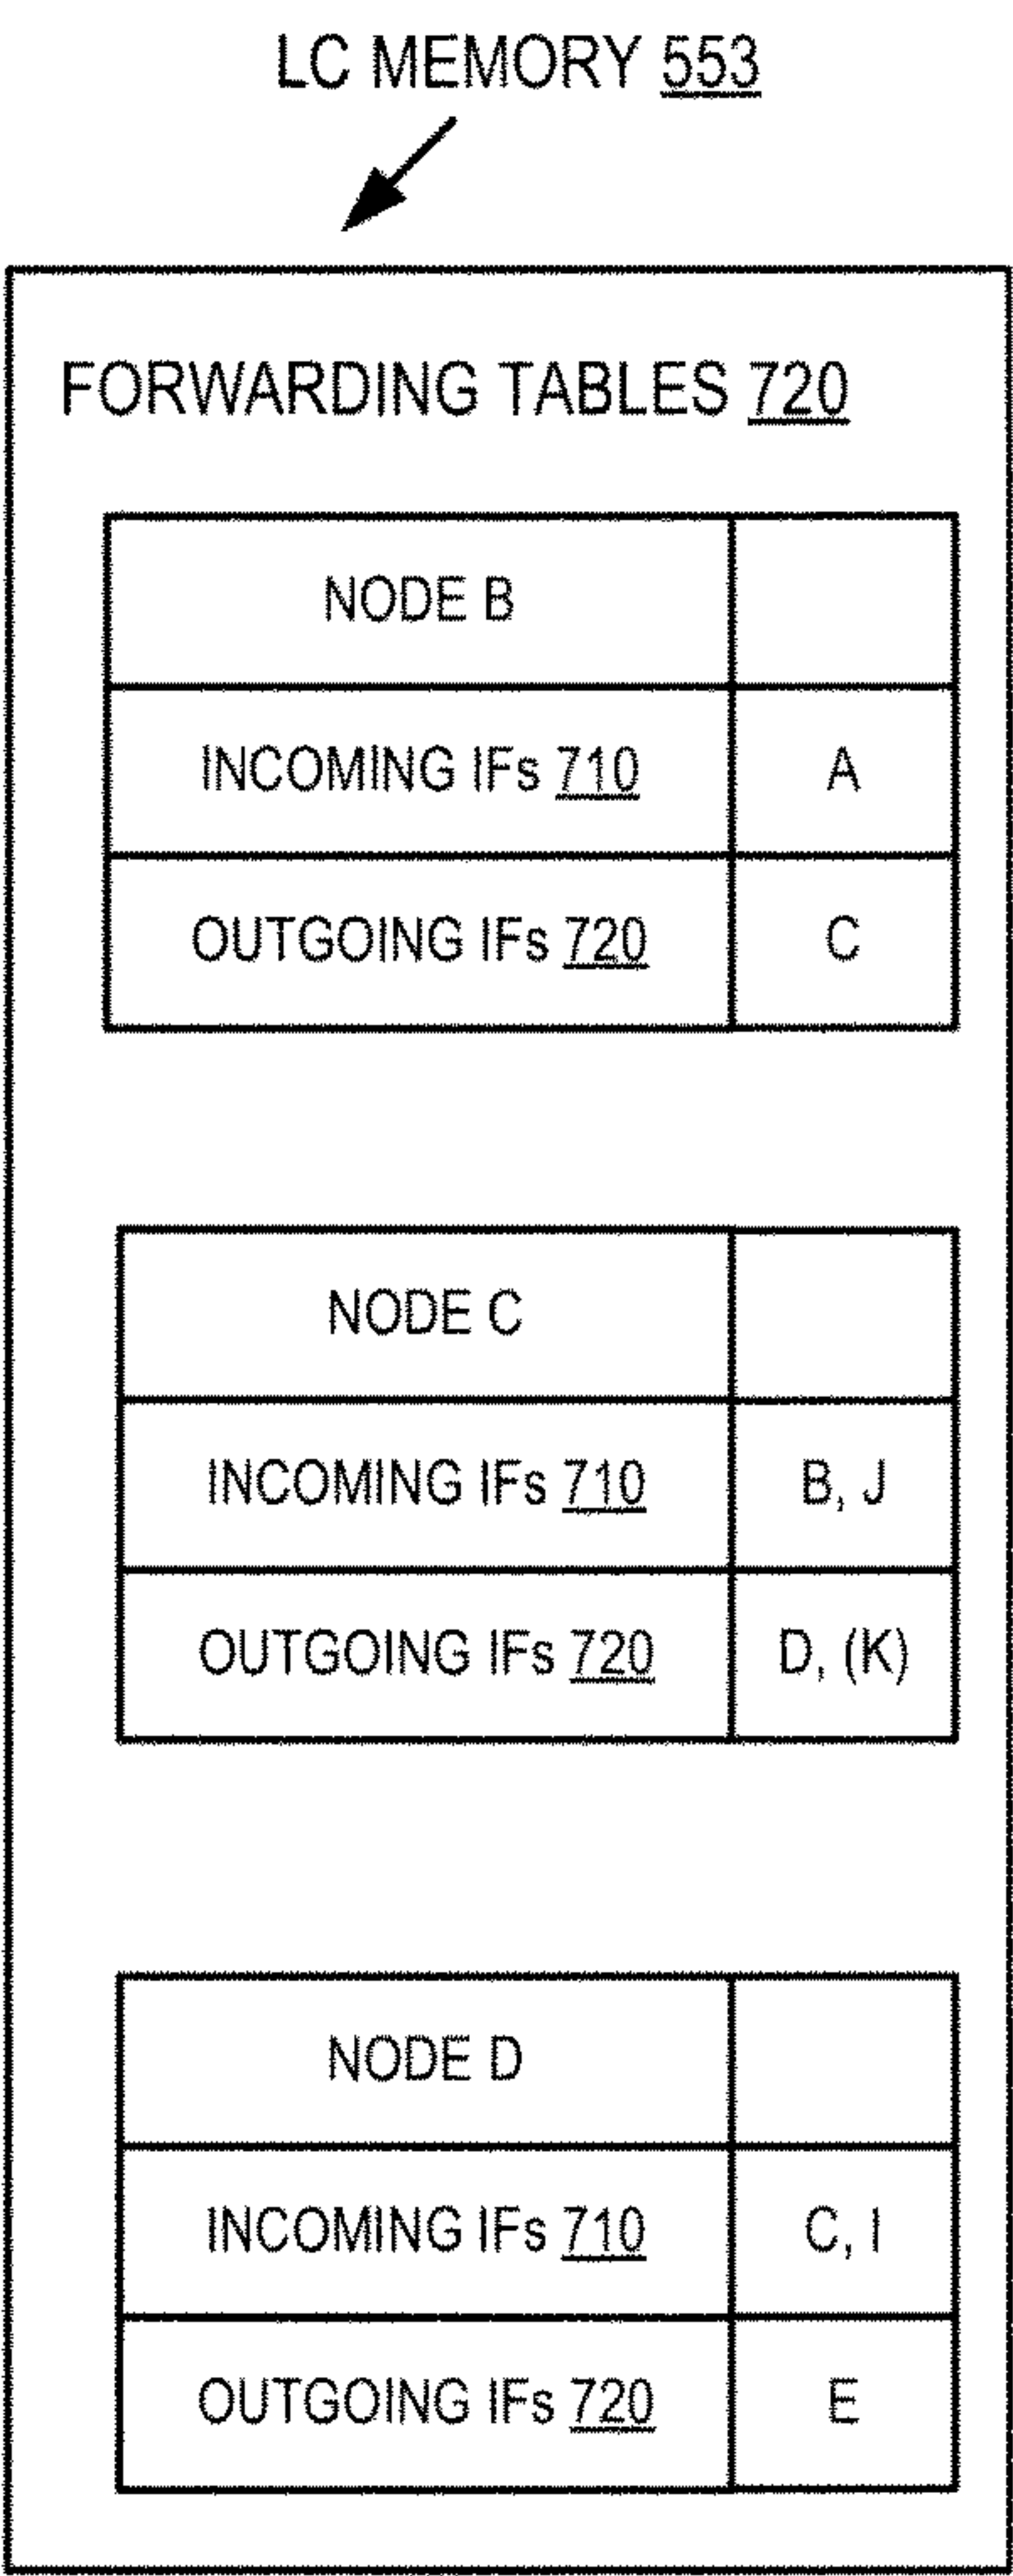 LC MEMORY 553
FORWARDING TABLES 720
NODE B
INCOMING IFs 710 A
OUTGOING IFs 720 C
NODE C
INCOMING IFs 710 B, J
OUTGOING IFs 720 D, (K)
NODE D
INCOMING IFs 710 C, I
OUTGOING IFs 720 E